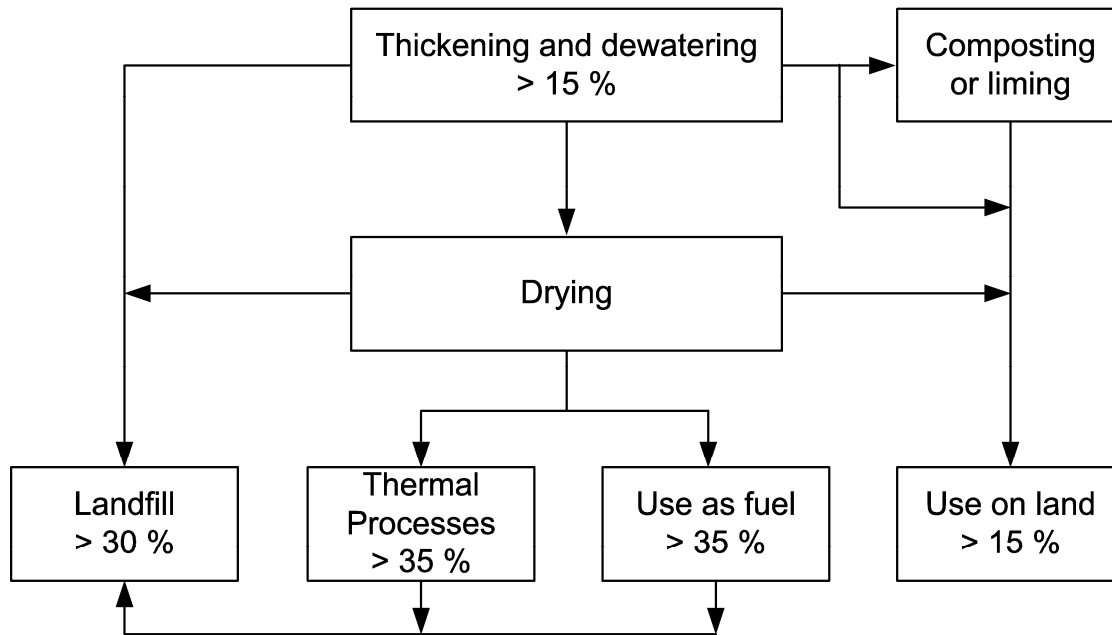 Thickening and dewatering
> 15 %
Composting
or liming
Drying
Landfill
> 30 %
Thermal
Processes
> 35 %
Use as fuel
> 35 %
Use on land
> 15 %